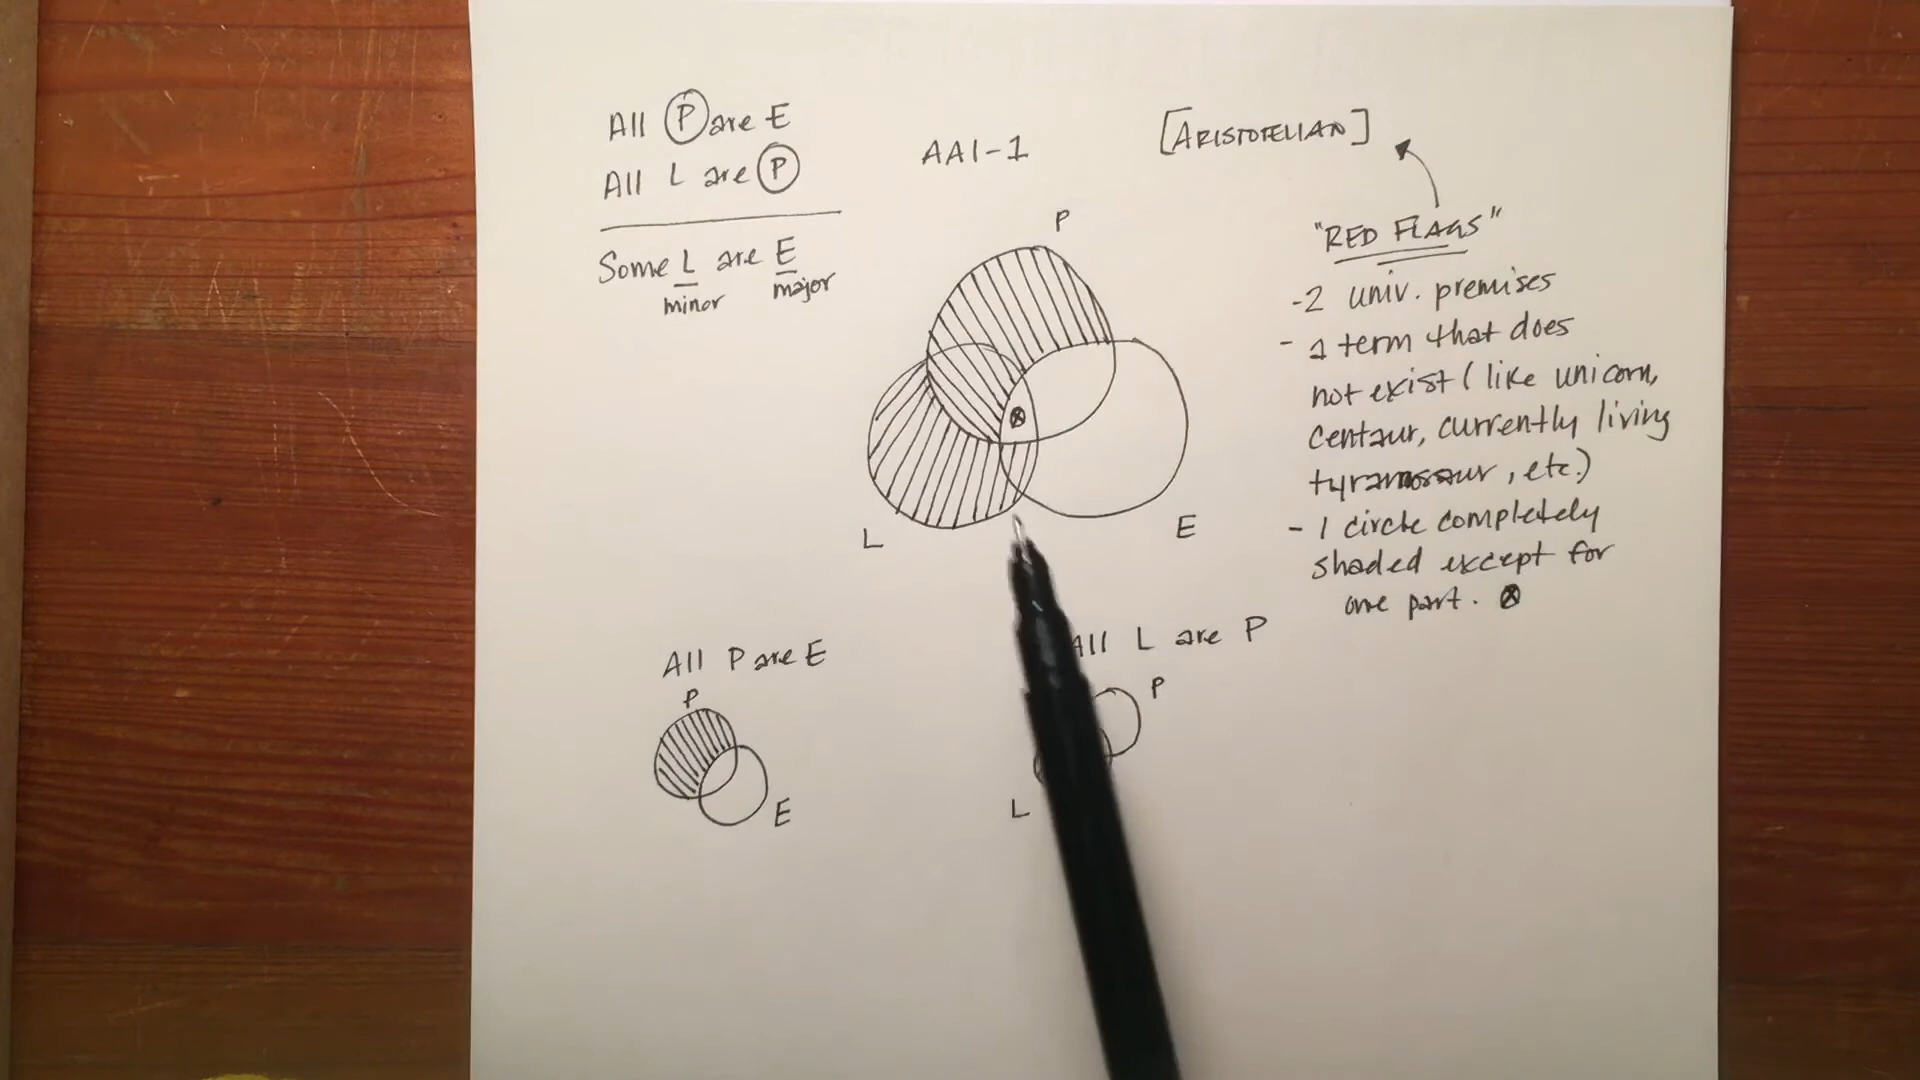 All P are E
All L are P
Some L are E
minor major
AAI-1
[ARISTOTELIAN]
"RED FLAGS"
-2 univ. premises
- a term that does
not exist (like unicorn,
centaur, currently living
tyrannosaur, etc.)
- 1 circle completely
shaded except for
one part.
P
L
E
All P are E
P
E
All L are P
P
L